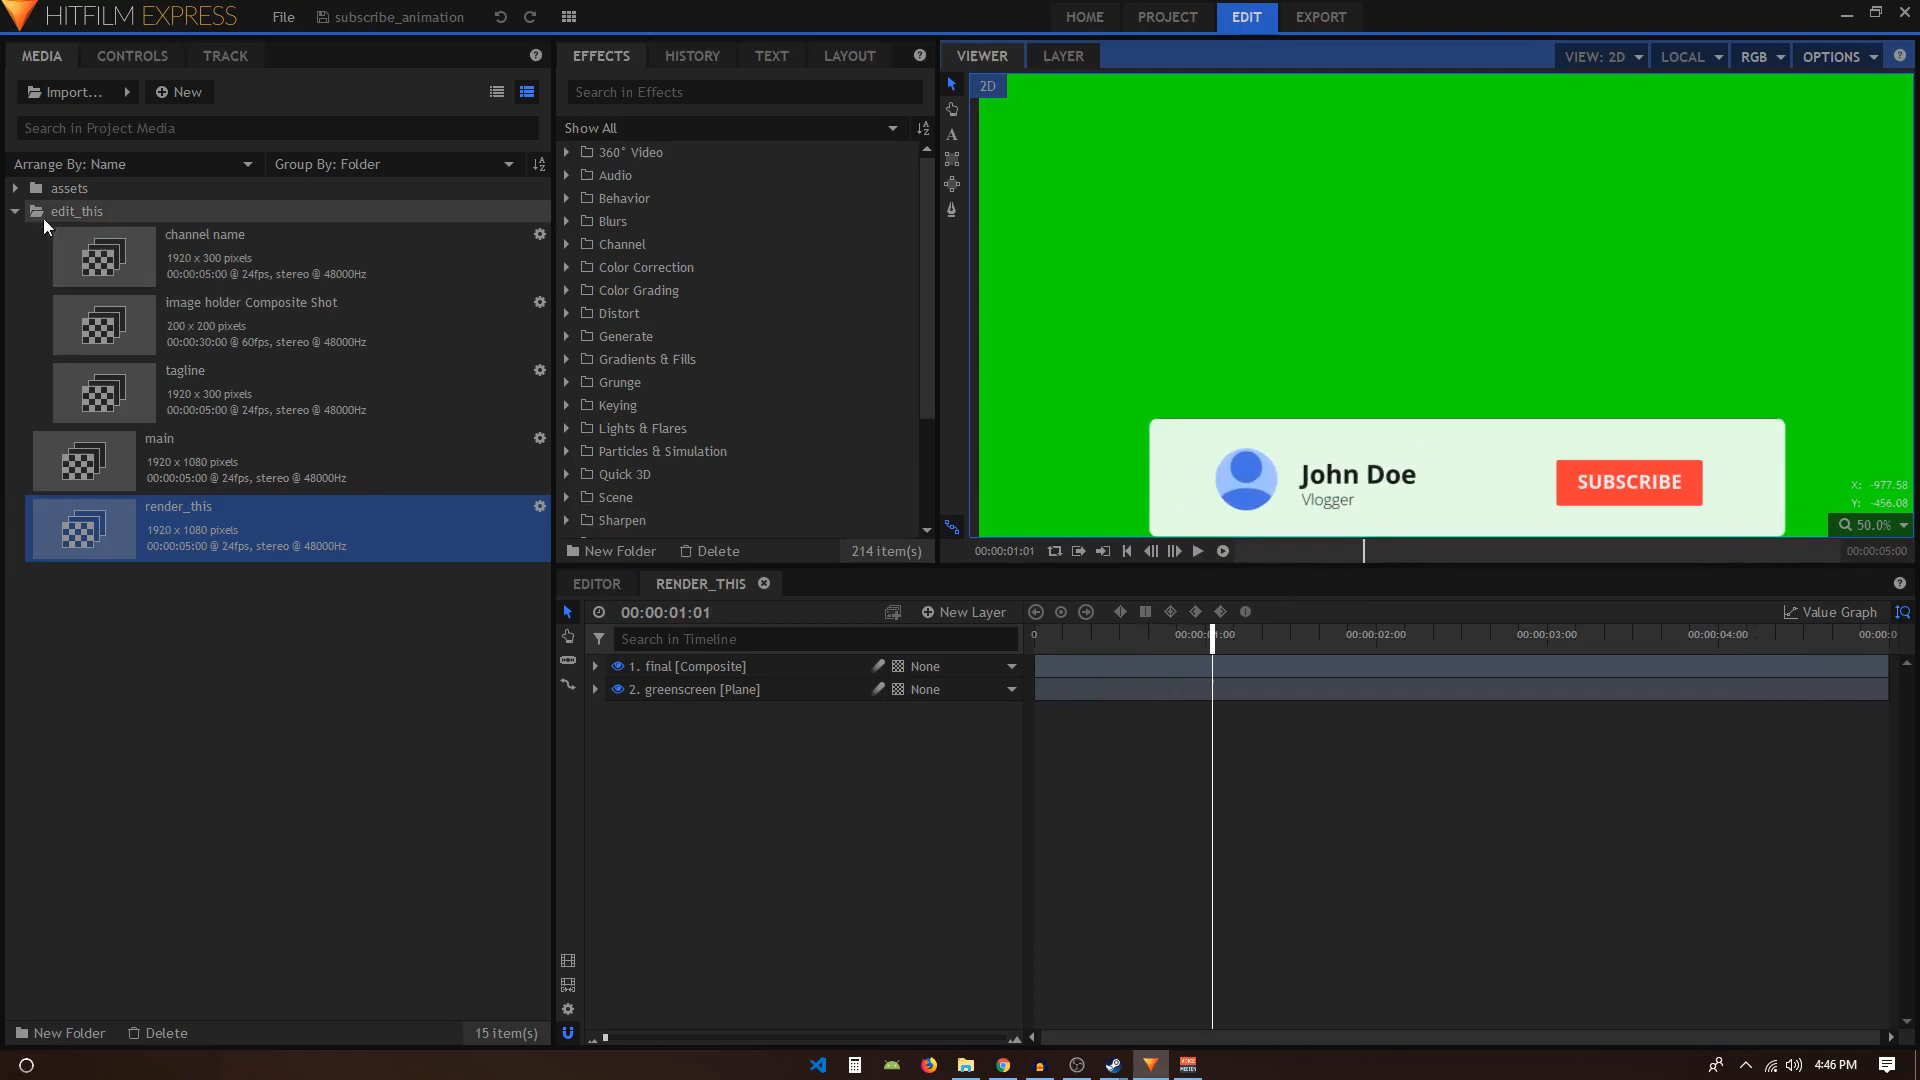 HITFILM EXPRESS
File
subscribe_animation
HOME
PROJECT
EDIT
EXPORT
MEDIA
CONTROLS
TRACK
Import...
New
Search in Project Media
Arrange By: Name
Group By: Folder
assets
edit_this
channel name
1920 x 300 pixels
00:00:05:00 @ 24fps, stereo @ 48000Hz
image holder Composite Shot
200 x 200 pixels
00:00:30:00 @ 60fps, stereo @ 48000Hz
tagline
1920 x 300 pixels
00:00:05:00 @ 24fps, stereo @ 48000Hz
main
1920 x 1080 pixels
00:00:05:00 @ 24fps, stereo @ 48000Hz
render_this
1920 x 1080 pixels
00:00:05:00 @ 24fps, stereo @ 48000Hz
New Folder
Delete
15 item(s)
EFFECTS
HISTORY
TEXT
LAYOUT
Search in Effects
Show All
360° Video
Audio
Behavior
Blurs
Channel
Color Correction
Color Grading
Distort
Generate
Gradients & Fills
Grunge
Keying
Lights & Flares
Particles & Simulation
Quick 3D
Scene
Sharpen
New Folder
Delete
214 item(s)
VIEWER
LAYER
VIEW: 2D
LOCAL
RGB
OPTIONS
2D
John Doe
Vlogger
SUBSCRIBE
X: -977.58
Y: -456.08
50.0%
00:00:01:01
00:00:05:00
EDITOR
RENDER_THIS
00:00:01:01
New Layer
Value Graph
Search in Timeline
0
00:00:01:00
00:00:02:00
00:00:03:00
00:00:04:00
00:00:0
1. final [Composite]
None
2. greenscreen [Plane]
None
4:46 PM